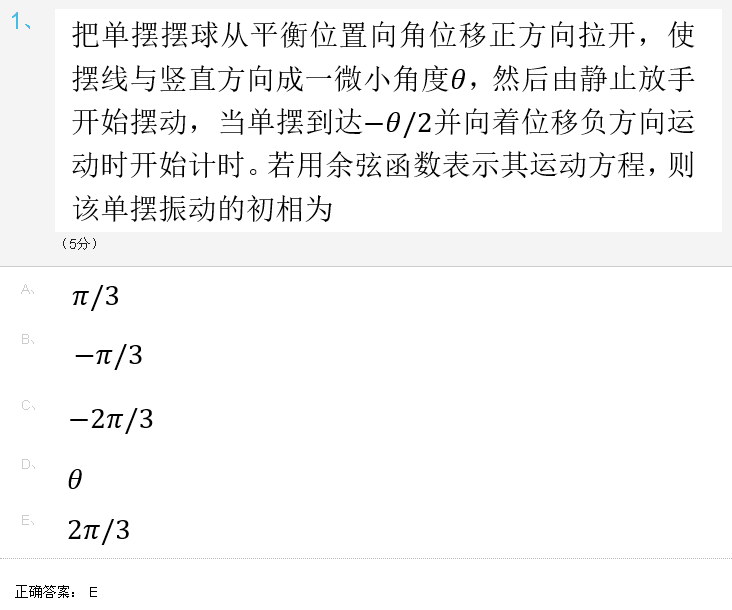 1、
把单摆摆球从平衡位置向角位移正方向拉开，使
摆线与竖直方向成一微小角度θ，然后由静止放手
开始摆动，当单摆到达−θ/2并向着位移负方向运
动时开始计时。若用余弦函数表示其运动方程，则
该单摆振动的初相为
（5分）
A、 π/3
B、 −π/3
C、 −2π/3
D、 θ
E、 2π/3
正确答案： E